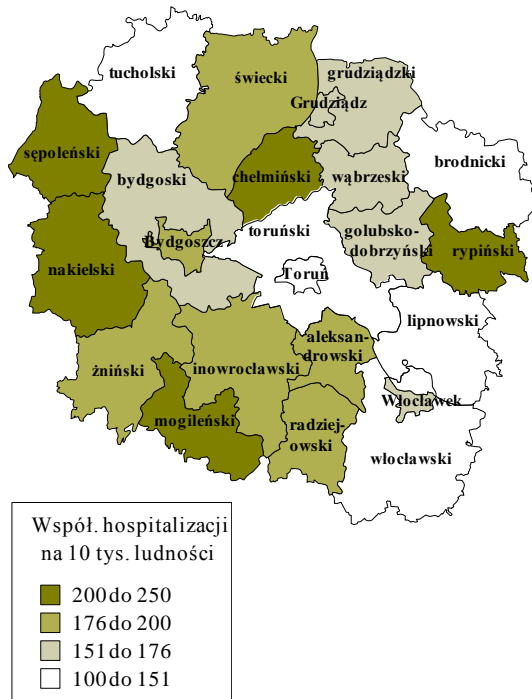 tucholski
świecki
grudziądzki
Grudziądz
sępoleński
bydgoski
chełmiński
wąbrzeski
brodnicki
toruński
golubsko-
dobrzyński
rypiński
Bydgoszcz
nakielski
Toruń
lipnowski
aleksan-
drowski
żniński
inowrocławski
Włocławek
mogileński
radziej-
owski
włocławski
Współ. hospitalizacji
na 10 tys. ludności
200 do 250
176 do 200
151 do 176
100 do 151